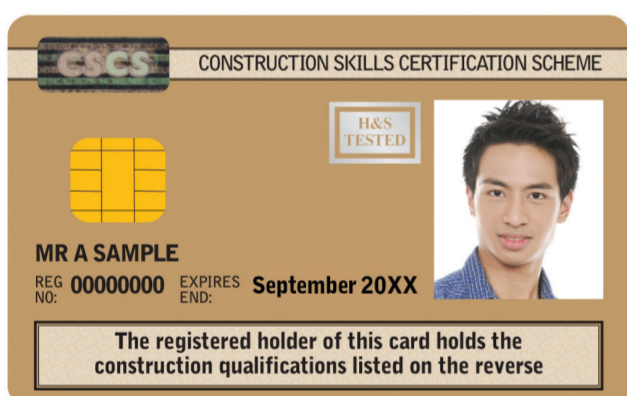 CSCS
CONSTRUCTION SKILLS CERTIFICATION SCHEME
H&S
TESTED
MR A SAMPLE
REG NO: 00000000 EXPIRES END: September 20XX
The registered holder of this card holds the
construction qualifications listed on the reverse